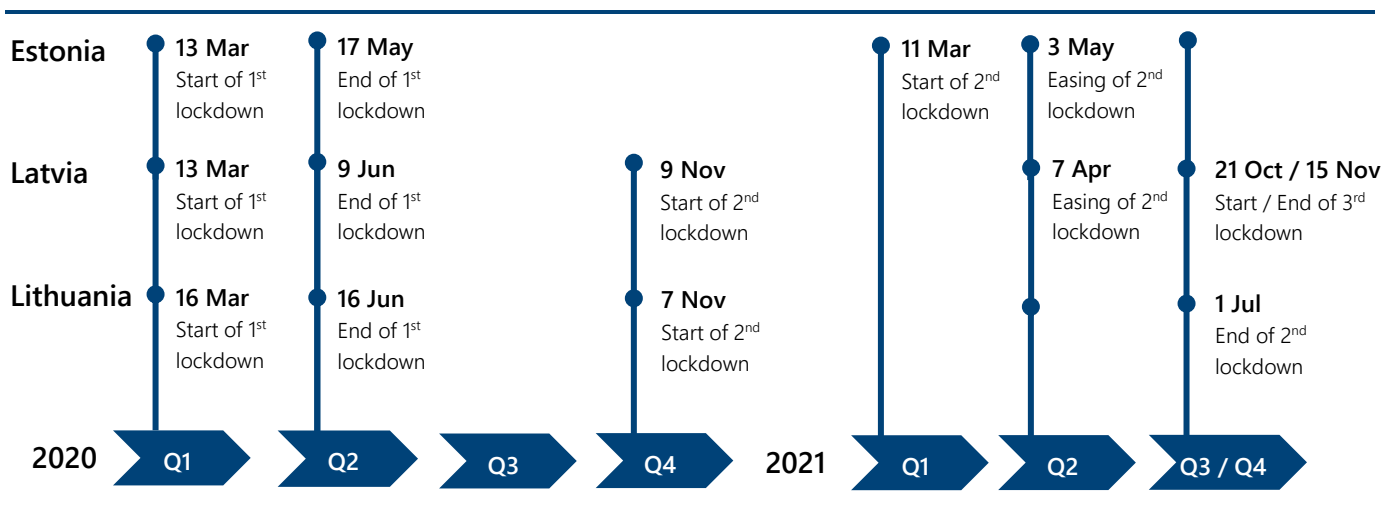 Estonia
13 Mar
Start of 1st
lockdown
17 May
End of 1st
lockdown
11 Mar
Start of 2nd
lockdown
3 May
Easing of 2nd
lockdown
Latvia
13 Mar
Start of 1st
lockdown
9 Jun
End of 1st
lockdown
9 Nov
Start of 2nd
lockdown
7 Apr
Easing of 2nd
lockdown
21 Oct / 15 Nov
Start / End of 3rd
lockdown
Lithuania
16 Mar
Start of 1st
lockdown
16 Jun
End of 1st
lockdown
7 Nov
Start of 2nd
lockdown
1 Jul
End of 2nd
lockdown
2020
Q1
Q2
Q3
Q4
2021
Q1
Q2
Q3 / Q4